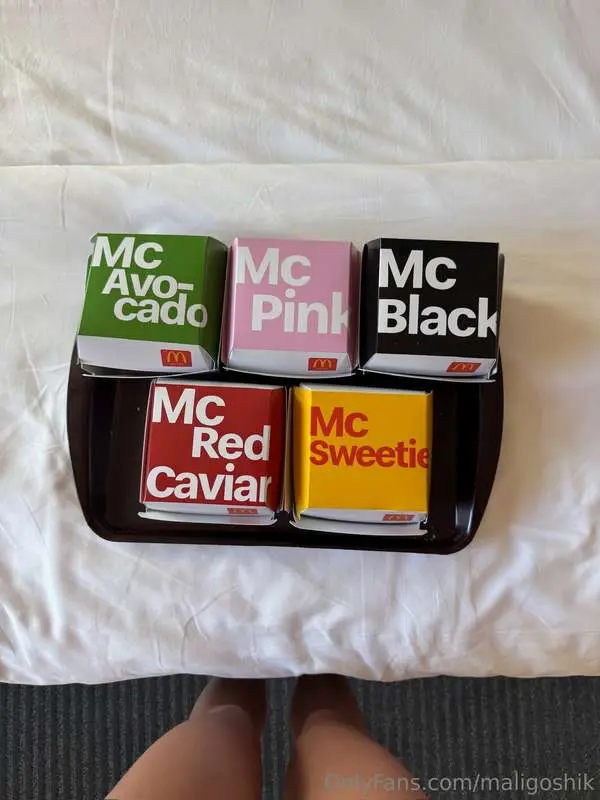 Mc
Avo-
cado
Mc
Pink
Mc
Black
Mc
Red
Caviar
Mc
Sweetie
OnlyFans.com/maligoshik